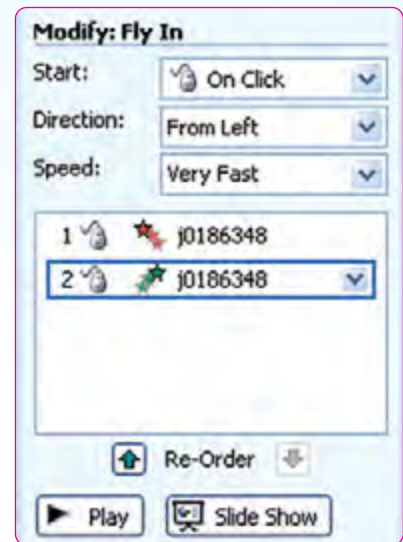 Modify: Fly In
Start: On Click
Direction: From Left
Speed: Very Fast
1 j0186348
2 j0186348
Re-Order
Play Slide Show